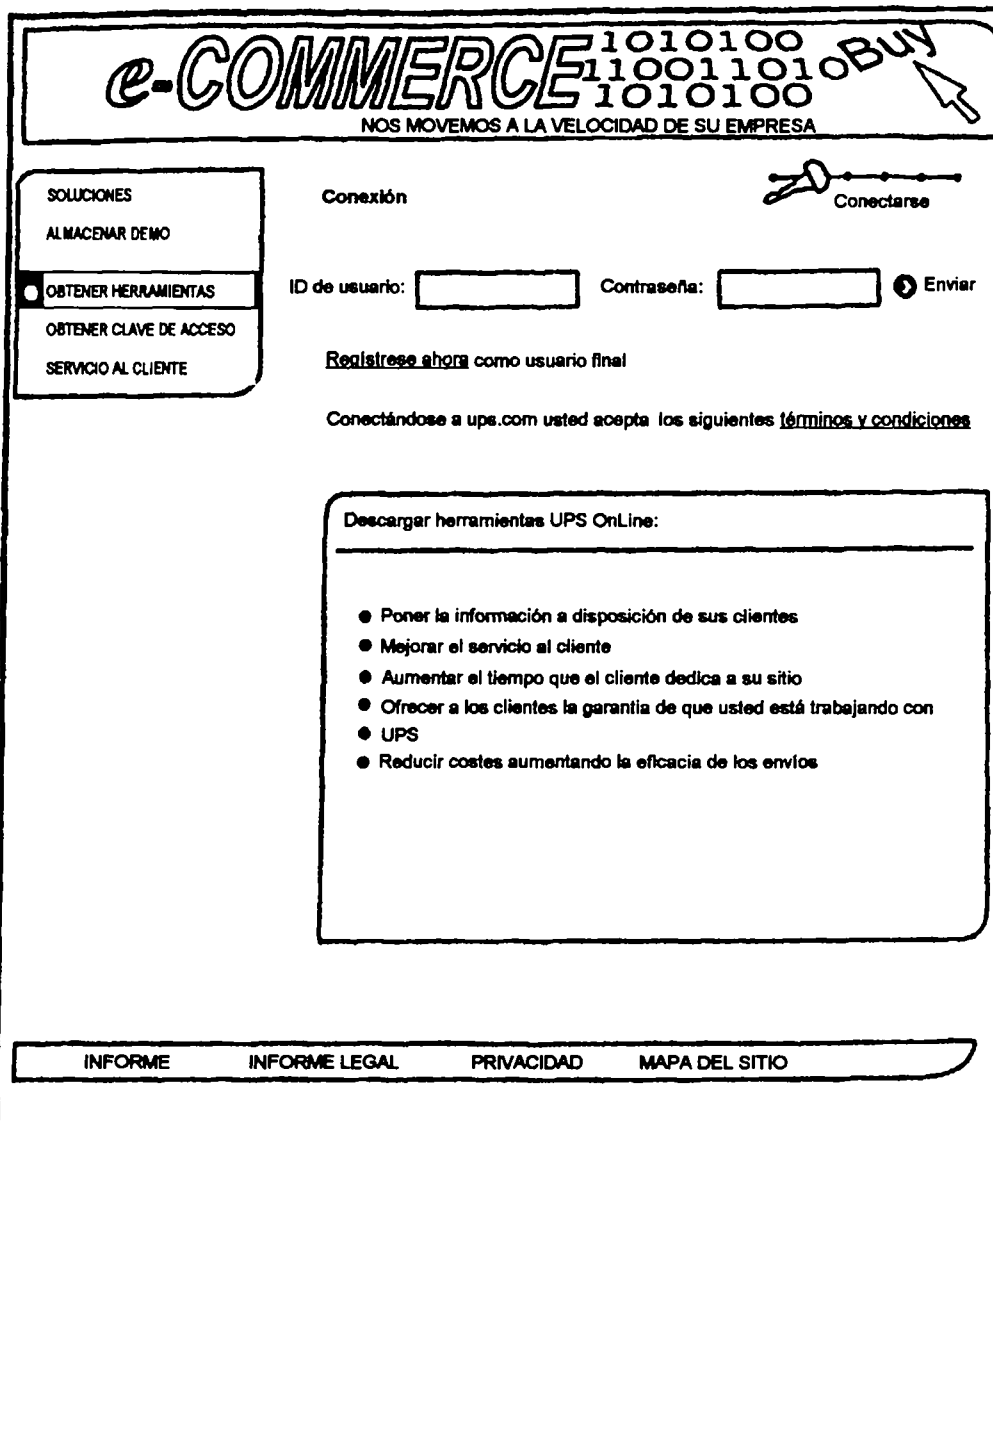 e-COMMERCE
1010100
110011010
1010100
Buy
NOS MOVEMOS A LA VELOCIDAD DE SU EMPRESA
SOLUCIONES
ALMACENAR DEMO
OBTENER HERRAMIENTAS
OBTENER CLAVE DE ACCESO
SERVICIO AL CLIENTE
Conexión
Conectarse
ID de usuario:
Contraseña:
Enviar
Regístrese ahora como usuario final
Conectándose a ups.com usted acepta los siguientes términos y condiciones
Descargar herramientas UPS OnLine:
● Poner la información a disposición de sus clientes
● Mejorar el servicio al cliente
● Aumentar el tiempo que el cliente dedica a su sitio
● Ofrecer a los clientes la garantia de que usted está trabajando con
● UPS
● Reducir costes aumentando la eficacia de los envíos
INFORME INFORME LEGAL PRIVACIDAD MAPA DEL SITIO